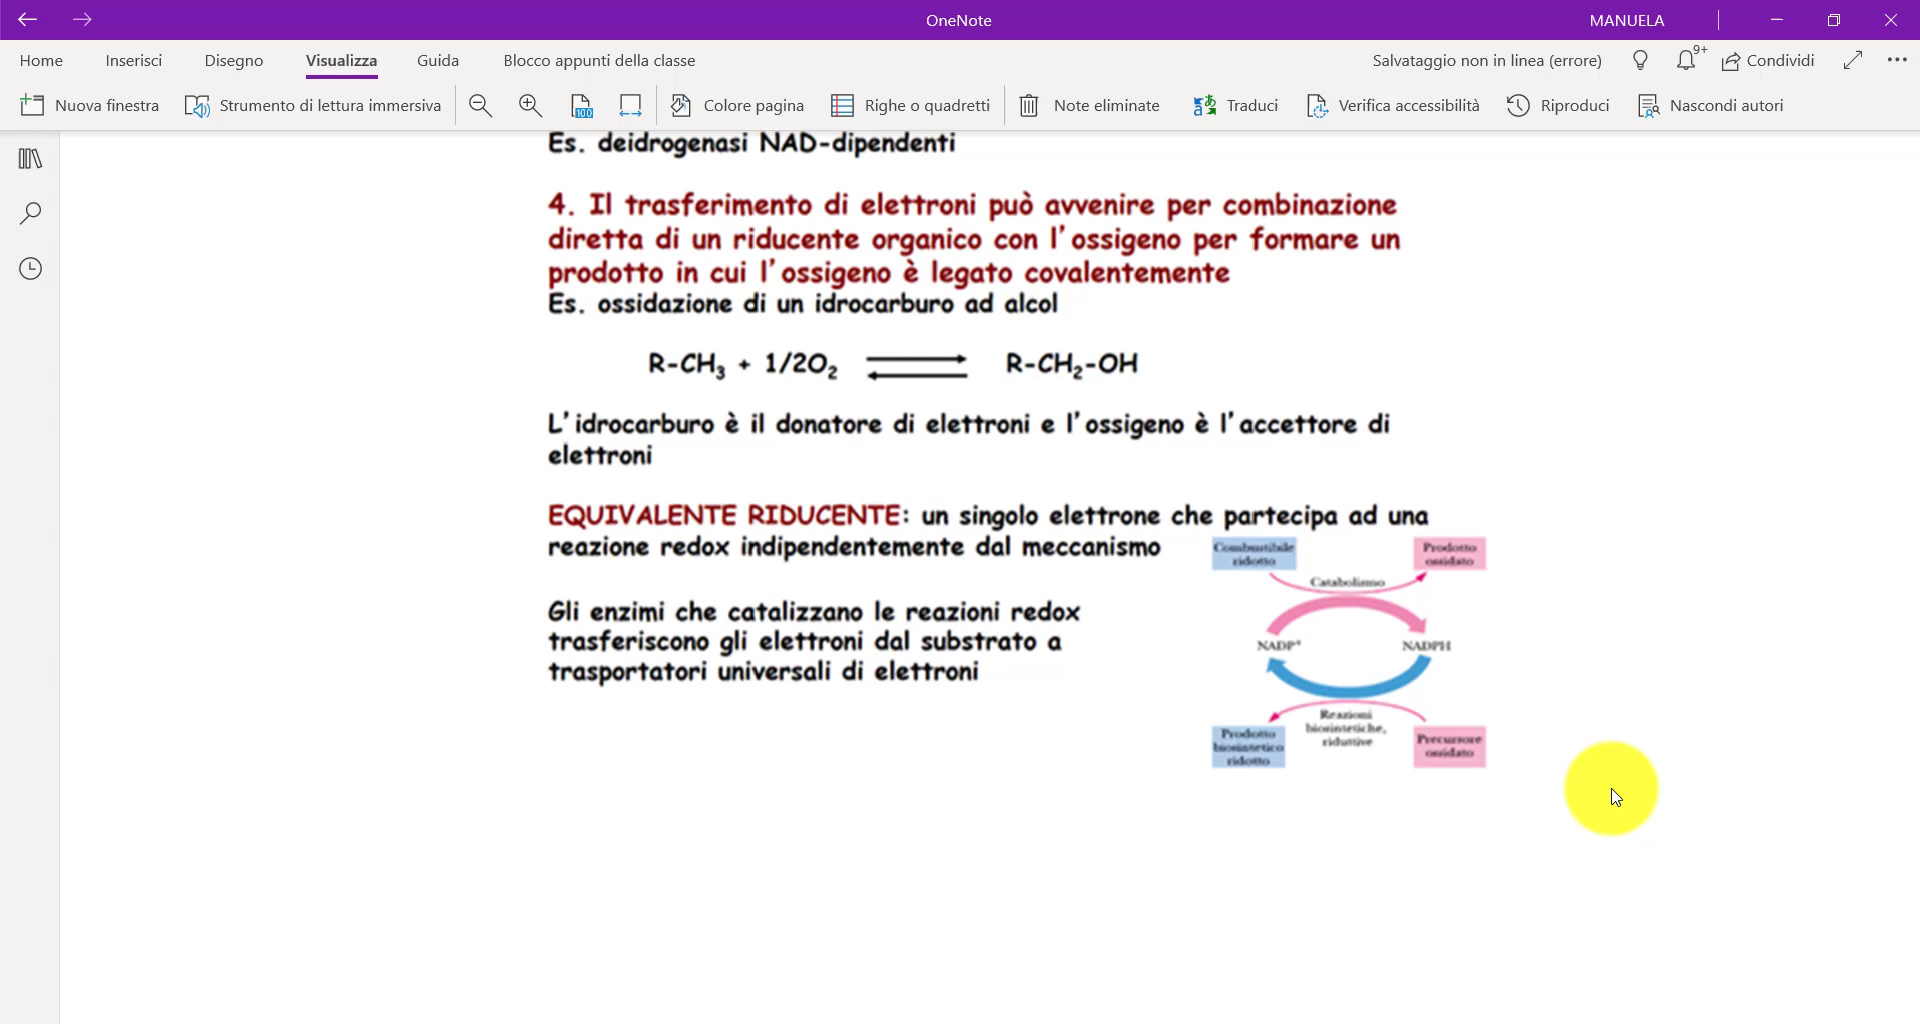 OneNote
MANUELA
Home Inserisci Disegno Visualizza Guida Blocco appunti della classe
Salvataggio non in linea (errore) 9+ Condividi
Nuova finestra Strumento di lettura immersiva 100 Colore pagina Righe o quadretti Note eliminate Traduci Verifica accessibilità Riproduci Nascondi autori
Es. deidrogenasi NAD-dipendenti
4. Il trasferimento di elettroni può avvenire per combinazione
diretta di un riducente organico con l'ossigeno per formare un
prodotto in cui l'ossigeno è legato covalentemente
Es. ossidazione di un idrocarburo ad alcol
R-CH₃ + 1/2O₂ R-CH₂-OH
L'idrocarburo è il donatore di elettroni e l'ossigeno è l'accettore di
elettroni
EQUIVALENTE RIDUCENTE: un singolo elettrone che partecipa ad una
reazione redox indipendentemente dal meccanismo
Gli enzimi che catalizzano le reazioni redox
trasferiscono gli elettroni dal substrato a
trasportatori universali di elettroni
Combustibile
ridotto
Prodotto
ossidato
Catabolismo
NADP⁺
NADPH
Reazioni
biosintetiche,
riduttive
Prodotto
biosintetico
ridotto
Precursore
ossidato